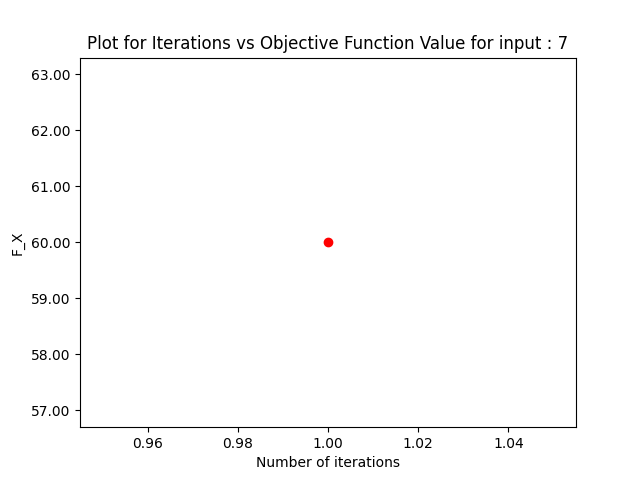 Plot for Iterations vs Objective Function Value for input : 7
63.00
62.00
61.00
60.00
59.00
58.00
57.00
F_X
0.96 0.98 1.00 1.02 1.04
Number of iterations